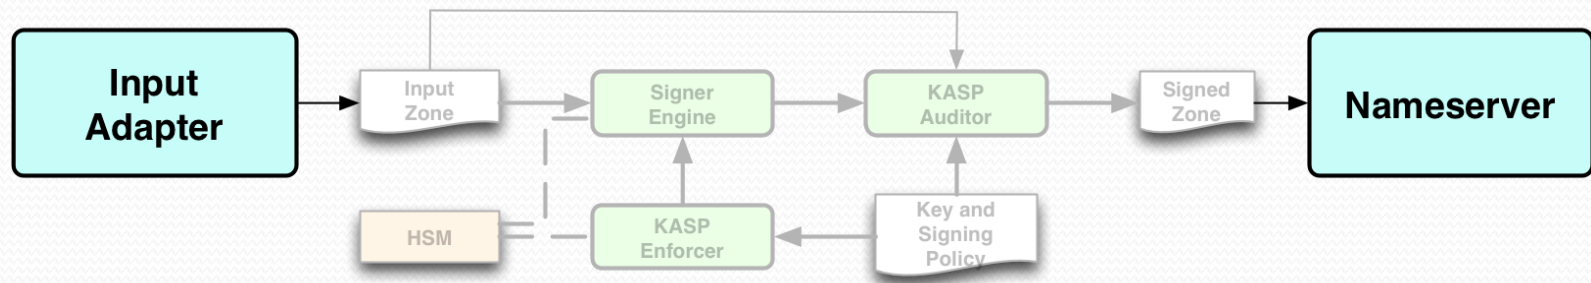 Input
Adapter
Input
Zone
Signer
Engine
KASP
Auditor
Signed
Zone
Nameserver
HSM
KASP
Enforcer
Key and
Signing
Policy